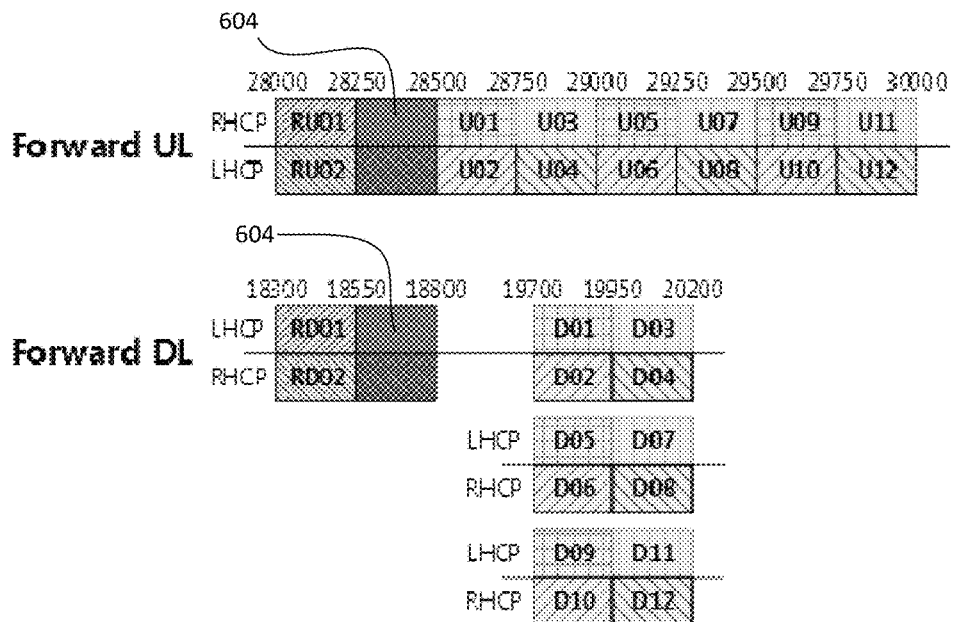 604
28000 28250 28500 28750 29000 29250 29500 29750 30000
Forward UL
RHCP RU01 U01 U03 U05 U07 U09 U11
LHCP RU02 U02 U04 U06 U08 U10 U12
604
18300 18550 18800 19700 19950 20200
Forward DL
LHCP RD01 D01 D03
RHCP RD02 D02 D04
LHCP D05 D07
RHCP D06 D08
LHCP D09 D11
RHCP D10 D12